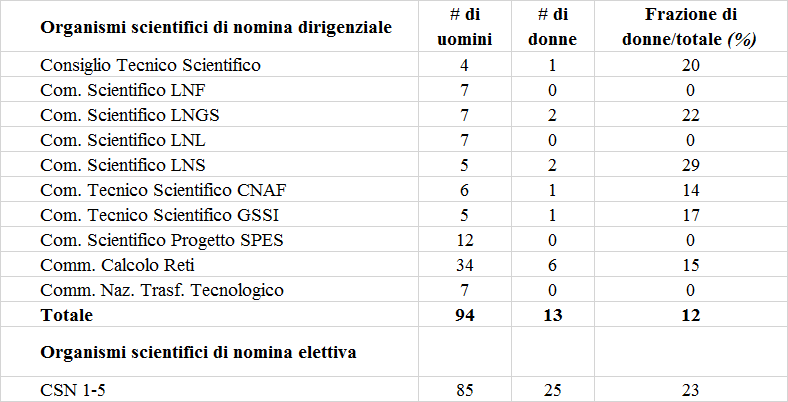 Organismi scientifici di nomina dirigenziale # di uomini # di donne Frazione di donne/totale (%)
Consiglio Tecnico Scientifico 4 1 20
Com. Scientifico LNF 7 0 0
Com. Scientifico LNGS 7 2 22
Com. Scientifico LNL 7 0 0
Com. Scientifico LNS 5 2 29
Com. Tecnico Scientifico CNAF 6 1 14
Com. Tecnico Scientifico GSSI 5 1 17
Com. Scientifico Progetto SPES 12 0 0
Comm. Calcolo Reti 34 6 15
Comm. Naz. Trasf. Tecnologico 7 0 0
Totale 94 13 12
Organismi scientifici di nomina elettiva
CSN 1-5 85 25 23